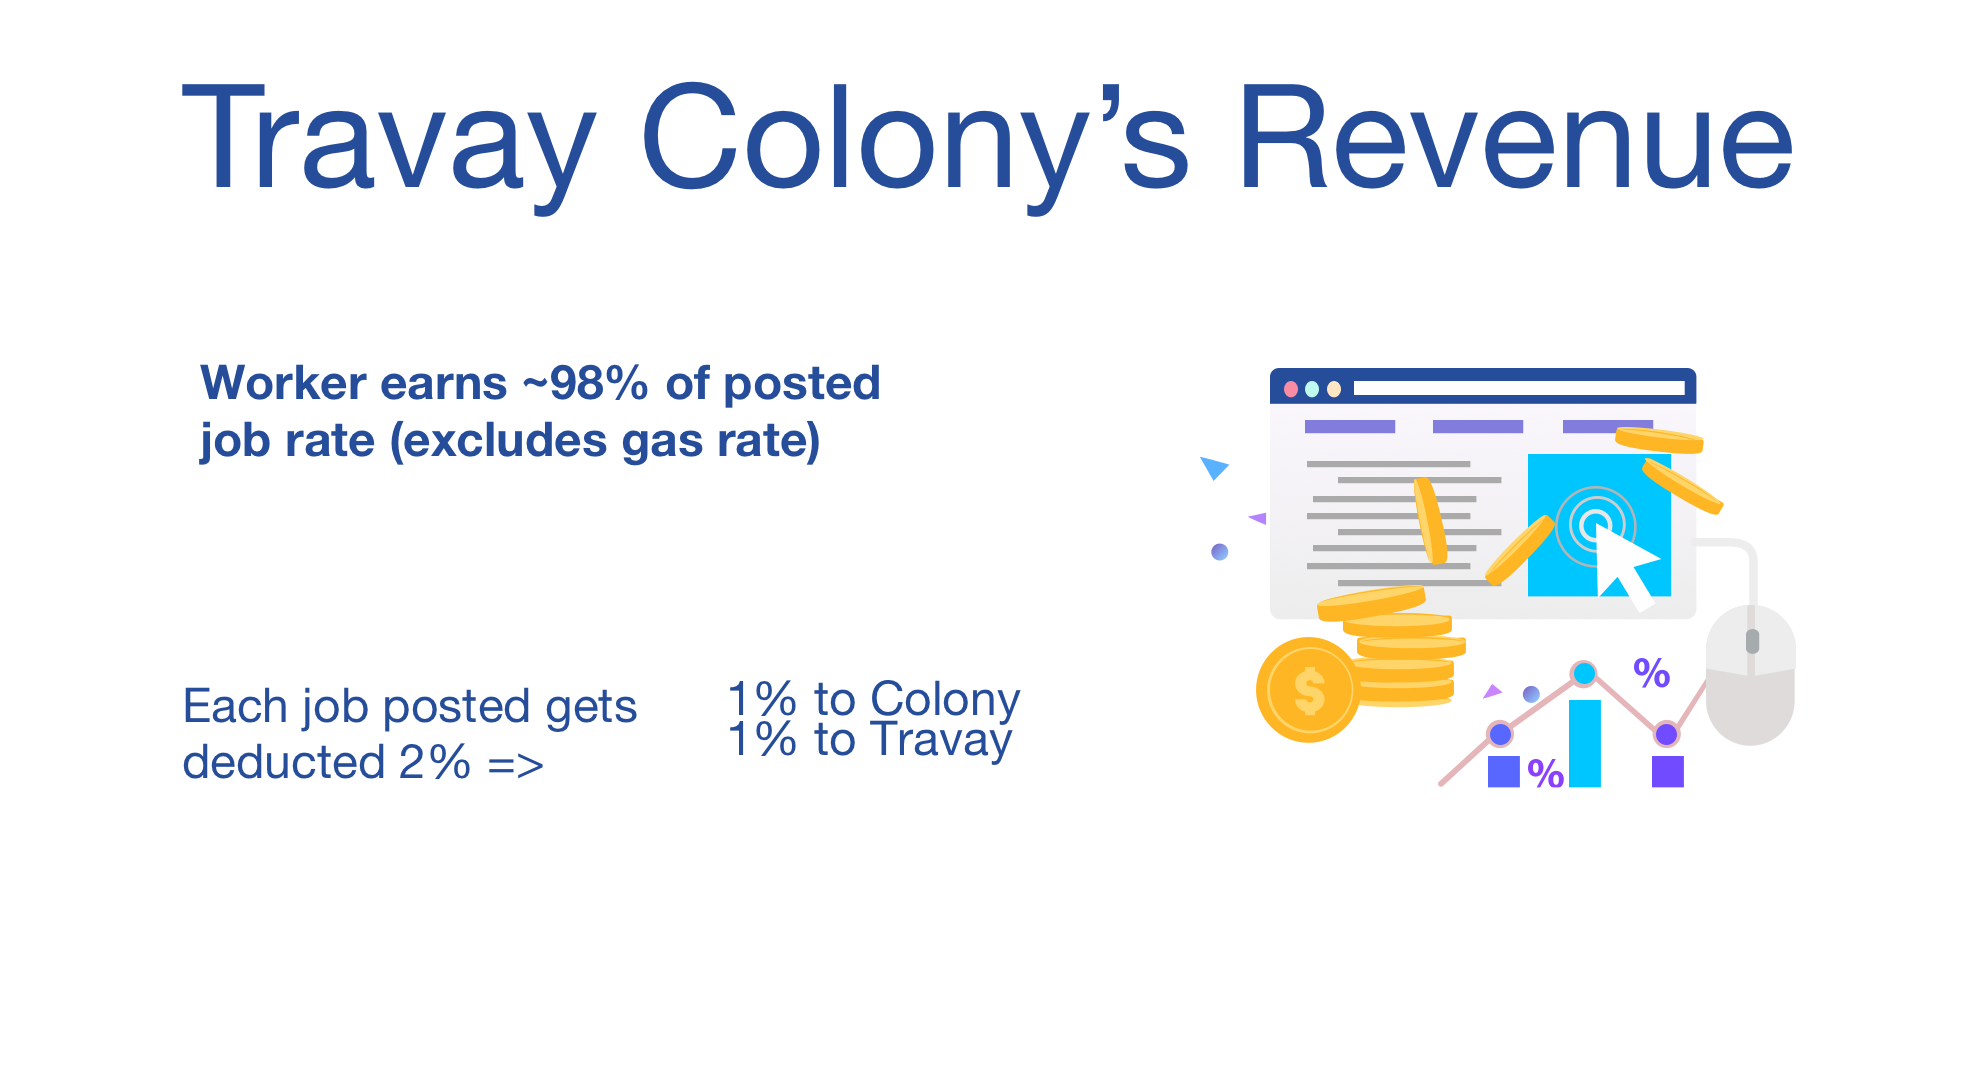 Travay Colony’s Revenue
Worker earns ~98% of posted
job rate (excludes gas rate)
Each job posted gets
deducted 2% =>
1% to Colony
1% to Travay
$
%
%